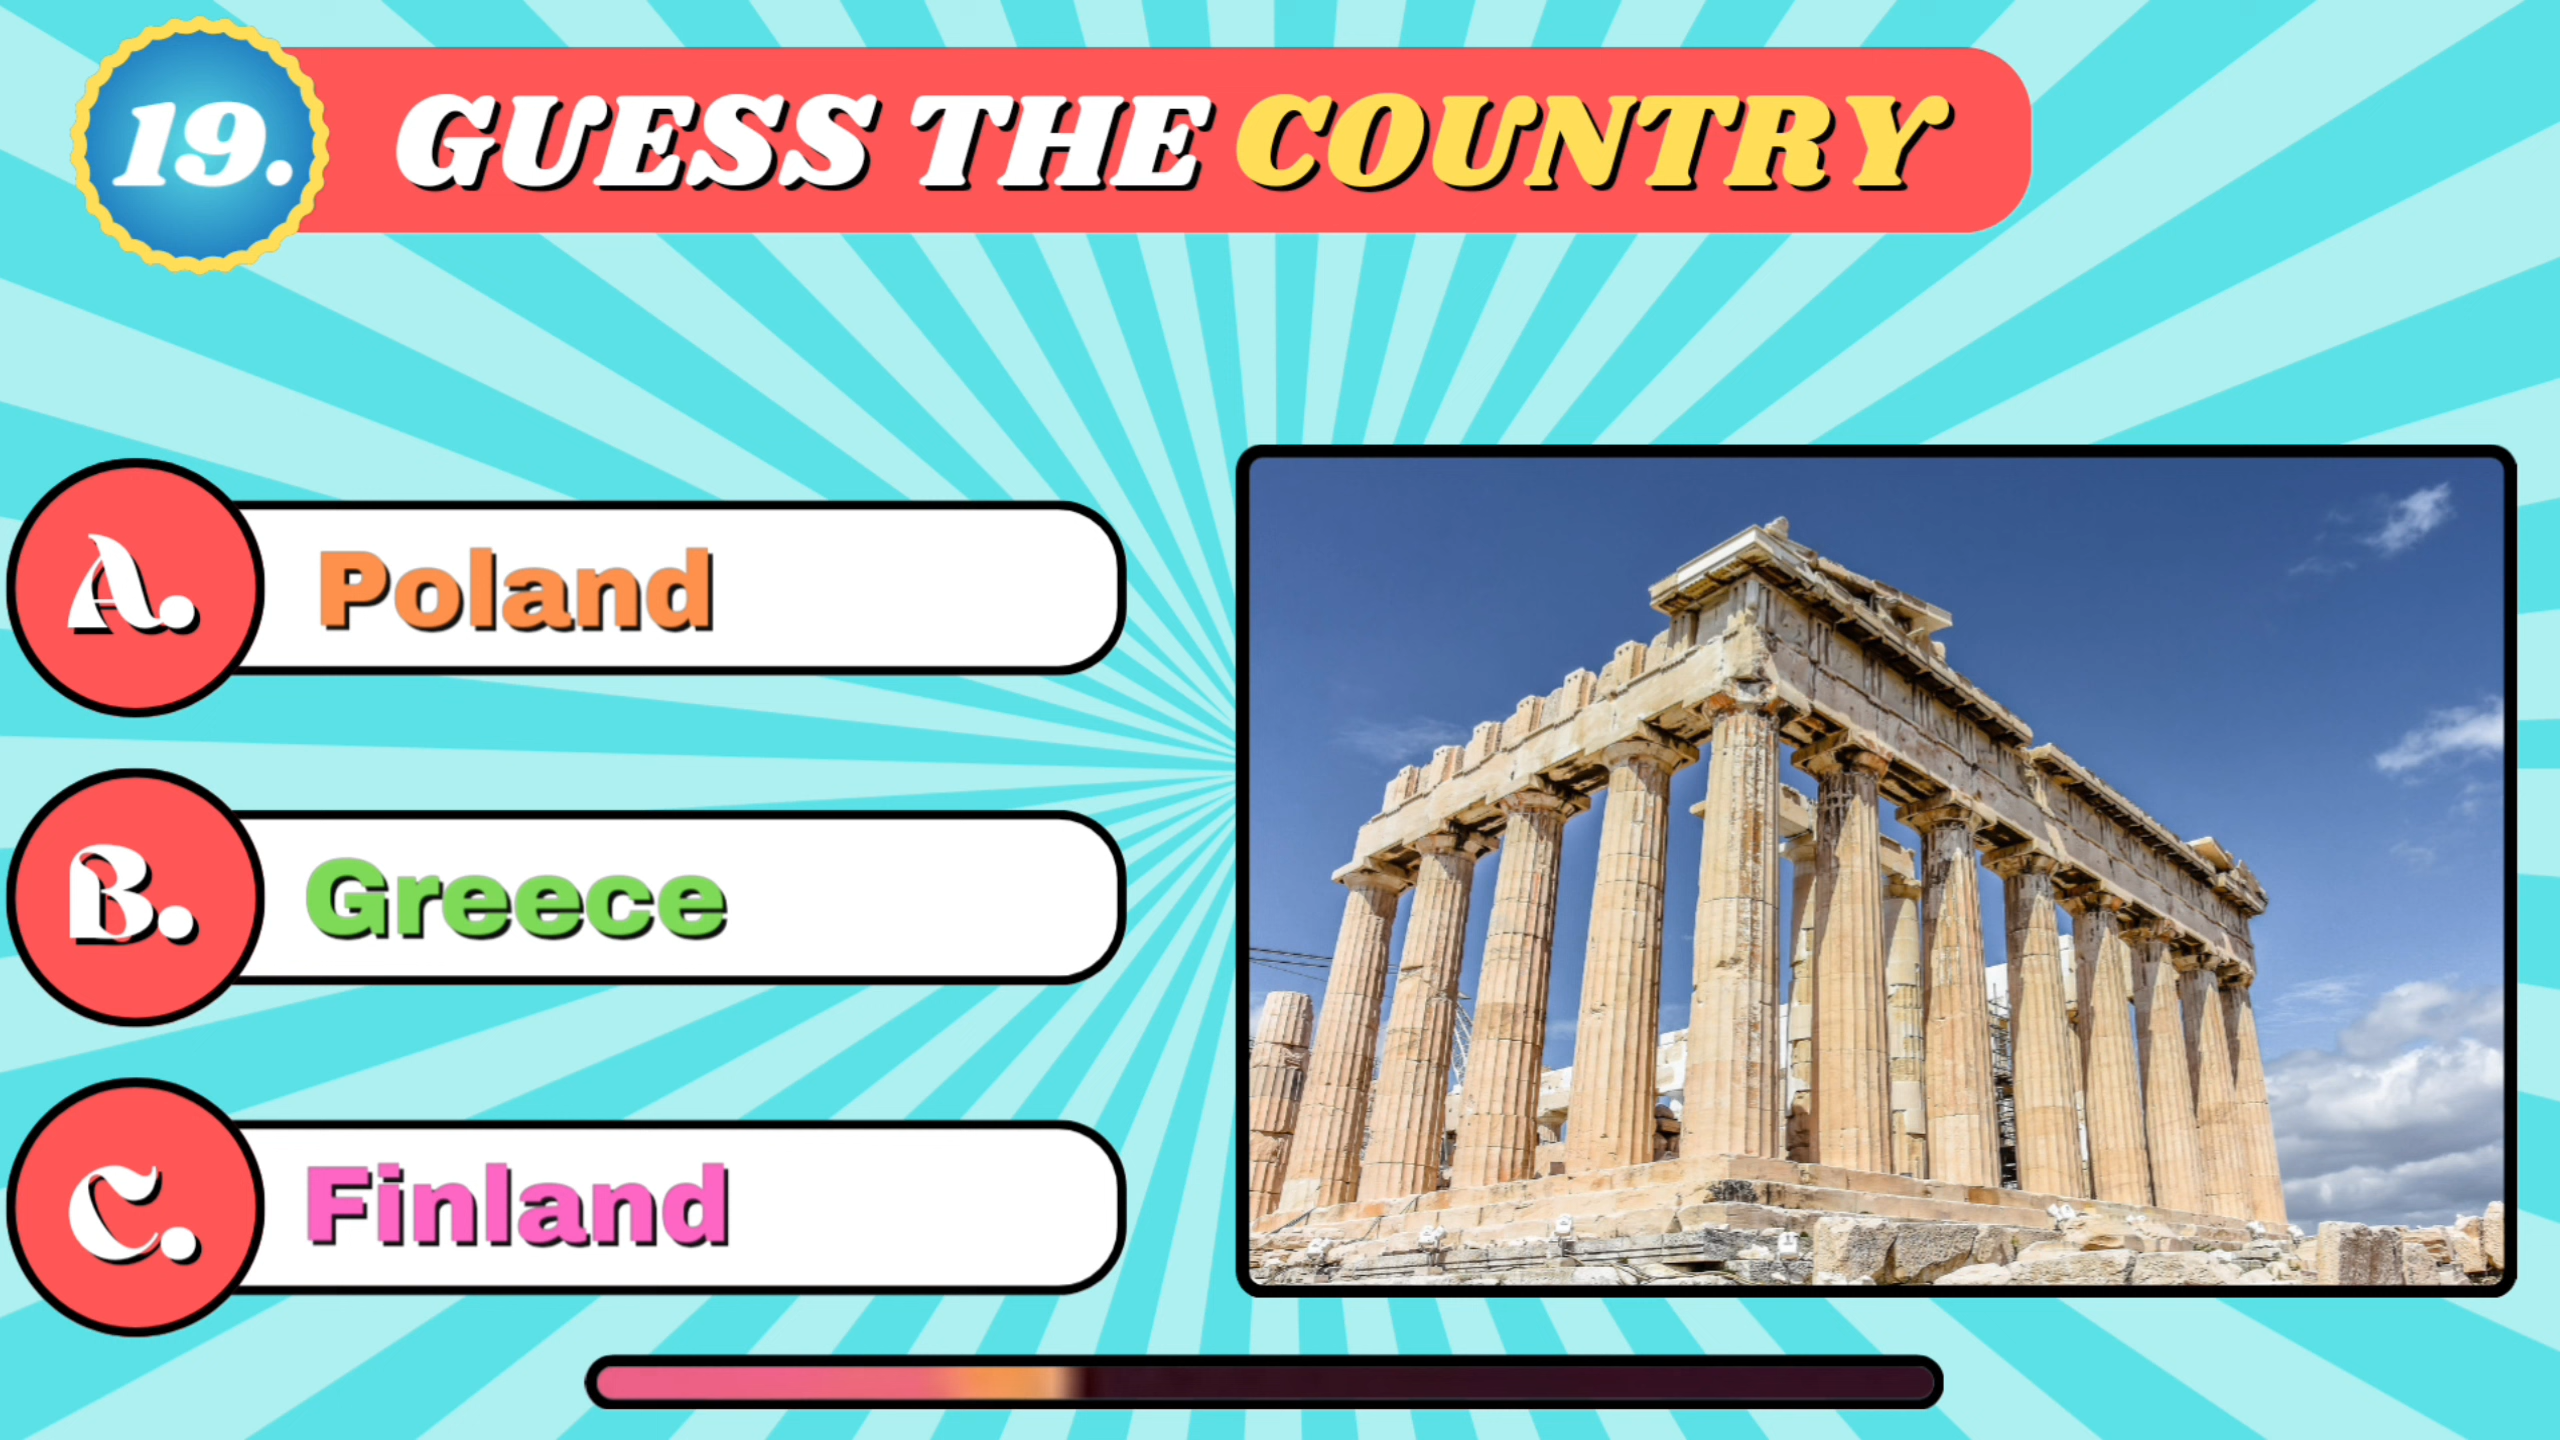 19.
GUESS THE COUNTRY
A. Poland
B. Greece
C. Finland